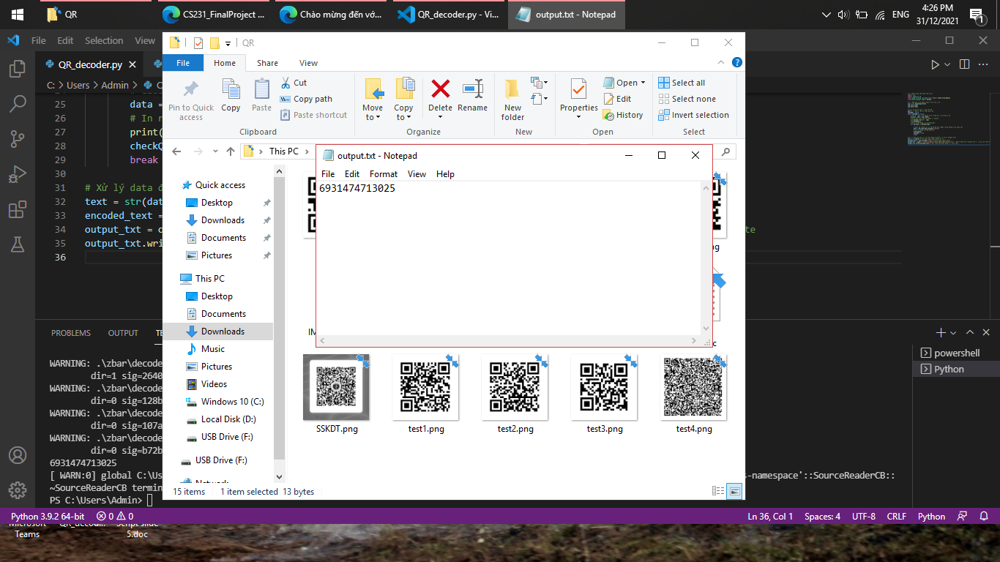 QR
CS231_FinalProject ...
Chào mừng đến vớ...
QR_decoder.py - Vi...
output.txt - Notepad
ENG
4:26 PM
31/12/2021
1
File Edit Selection View
QR_decoder.py
C: > Users > Admin >
25 data =
26 # In r
27 print(
28 checkQ
29 break
30
31 # Xử lý data đ
32 text = str(dat
33 encoded_text =
34 output_txt = o
35 output_txt.wri
36
PROBLEMS OUTPUT TE
WARNING: .\zbar\decode
dir=1 sig=2640
WARNING: .\zbar\decode
dir=0 sig=128b
WARNING: .\zbar\decode
dir=0 sig=107a
WARNING: .\zbar\decode
dir=0 sig=b72b
6931474713025
[ WARN:0] global C:\Us
s-namespace'::SourceReaderCB::
~SourceReaderCB termin
PS C:\Users\Admin>
powershell
Python
QR
File Home Share View
Pin to Quick access
Copy
Paste
Cut
Copy path
Paste shortcut
Clipboard
Move to
Copy to
Delete
Rename
Organize
New folder
New
Properties
Open
Edit
History
Open
Select all
Select none
Invert selection
Select
This PC
Quick access
Desktop
Downloads
Documents
Pictures
This PC
Desktop
Documents
Downloads
Music
Pictures
Videos
Windows 10 (C:)
Local Disk (D:)
USB Drive (F:)
USB Drive (F:)
Network
output.txt - Notepad
File Edit Format View Help
6931474713025
SSKDT.png
test1.png
test2.png
test3.png
test4.png
15 items 1 item selected 13 bytes
Python 3.9.2 64-bit
0 0
Ln 36, Col 1
Spaces: 4
UTF-8
CRLF
Python
Microsoft Teams
QR_decod...
Script slide 5.doc